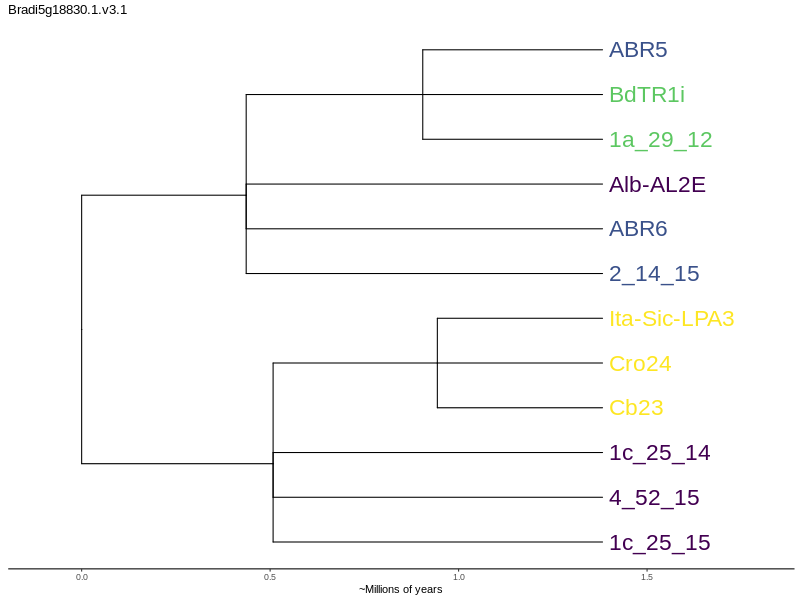 Bradi5g18830.1.v3.1
ABR5
BdTR1i
1a_29_12
Alb-AL2E
ABR6
2_14_15
Ita-Sic-LPA3
Cro24
Cb23
1c_25_14
4_52_15
1c_25_15
0.0 0.5 1.0 1.5
~Millions of years